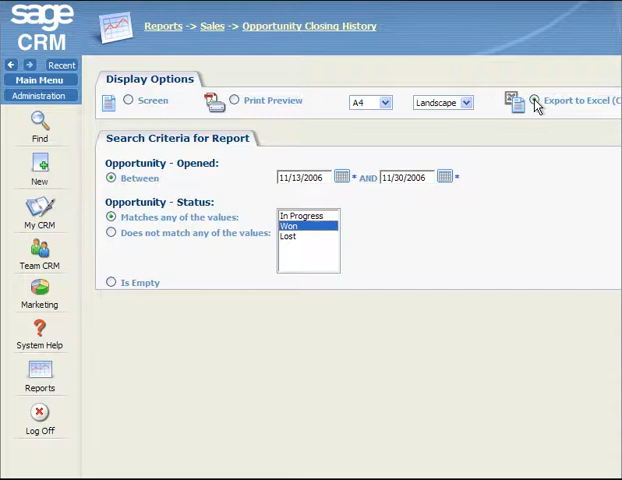 sage
CRM
Reports -> Sales -> Opportunity Closing History
Recent
Main Menu
Administration
Find
New
My CRM
Team CRM
Marketing
System Help
Reports
Log Off
Display Options
Screen
Print Preview
A4
Landscape
Export to Excel (C
Search Criteria for Report
Opportunity - Opened:
Between 11/13/2006 * AND 11/30/2006 *
Opportunity - Status:
Matches any of the values:
Does not match any of the values:
In Progress
Won
Lost
Is Empty